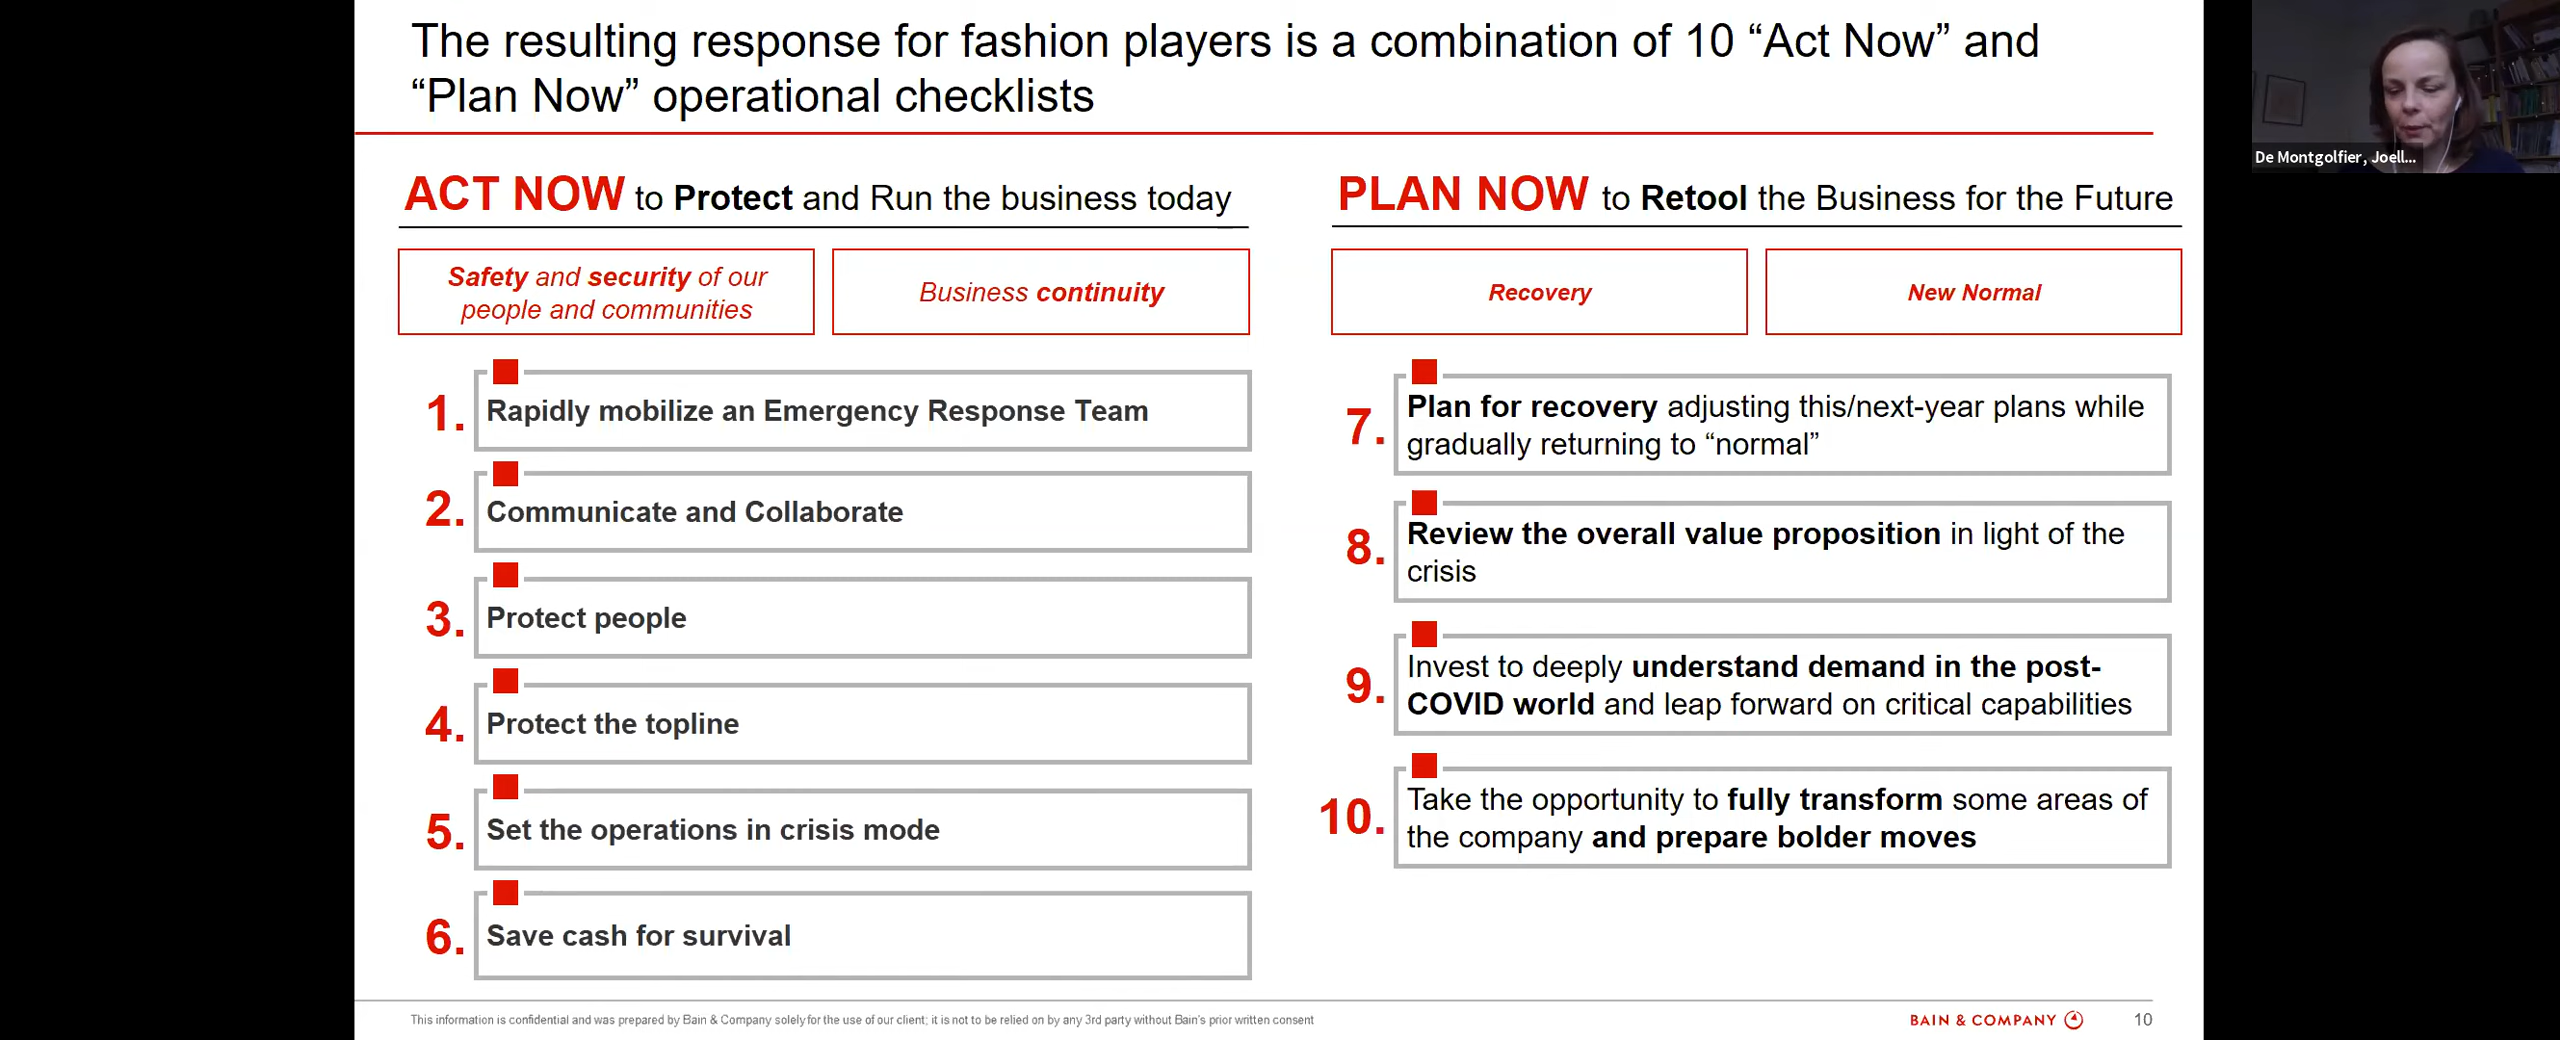 The resulting response for fashion players is a combination of 10 “Act Now” and
“Plan Now” operational checklists
De Montgolfier, Joell...
ACT NOW to Protect and Run the business today
Safety and security of our
people and communities
Business continuity
1. Rapidly mobilize an Emergency Response Team
2. Communicate and Collaborate
3. Protect people
4. Protect the topline
5. Set the operations in crisis mode
6. Save cash for survival
PLAN NOW to Retool the Business for the Future
Recovery
New Normal
7. Plan for recovery adjusting this/next-year plans while
gradually returning to “normal”
8. Review the overall value proposition in light of the
crisis
9. Invest to deeply understand demand in the post-
COVID world and leap forward on critical capabilities
10. Take the opportunity to fully transform some areas of
the company and prepare bolder moves
This information is confidential and was prepared by Bain & Company solely for the use of our client; it is not to be relied on by any 3rd party without Bain's prior written consent
BAIN & COMPANY
10